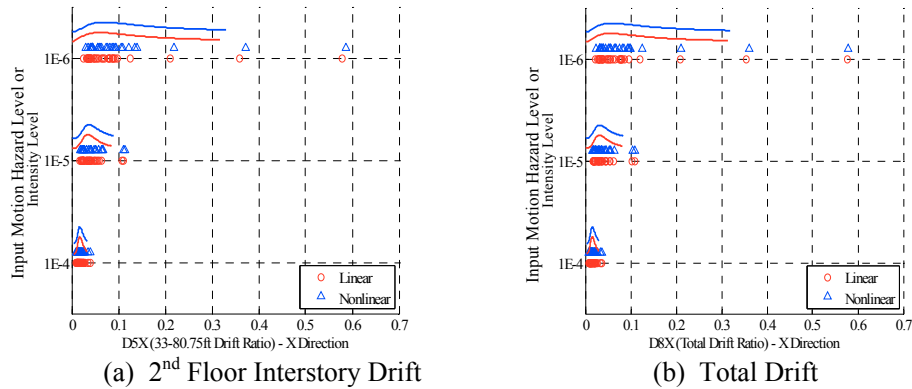 Input Motion Hazard Level or
Intensity Level
1E-6
1E-5
1E-4
Linear
Nonlinear
0 0.1 0.2 0.3 0.4 0.5 0.6 0.7
D5X (33-80.75ft Drift Ratio) - X Direction
(a) 2nd Floor Interstory Drift
Input Motion Hazard Level or
Intensity Level
1E-6
1E-5
1E-4
Linear
Nonlinear
0 0.1 0.2 0.3 0.4 0.5 0.6 0.7
D8X (Total Drift Ratio) - X Direction
(b) Total Drift